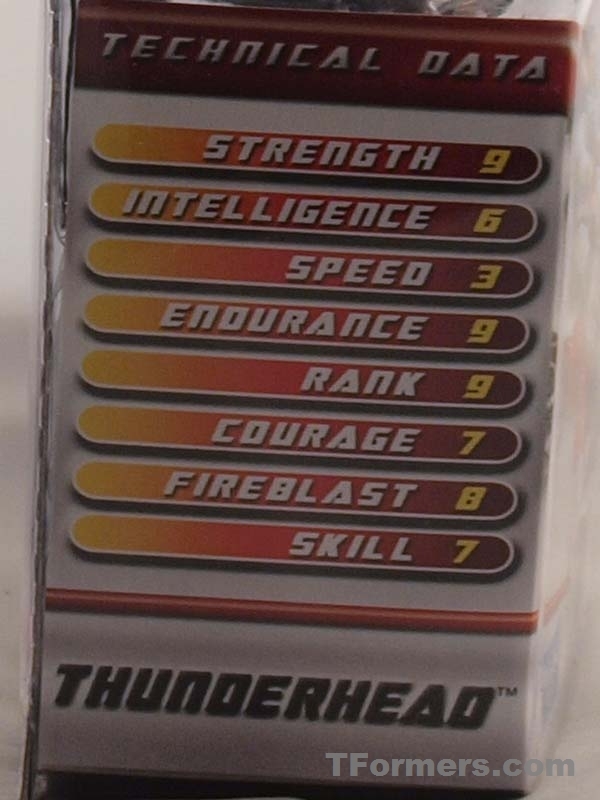 TECHNICAL DATA
STRENGTH 9
INTELLIGENCE 6
SPEED 3
ENDURANCE 9
RANK 9
COURAGE 7
FIREBLAST 8
SKILL 7
THUNDERHEAD™
TFormers.com